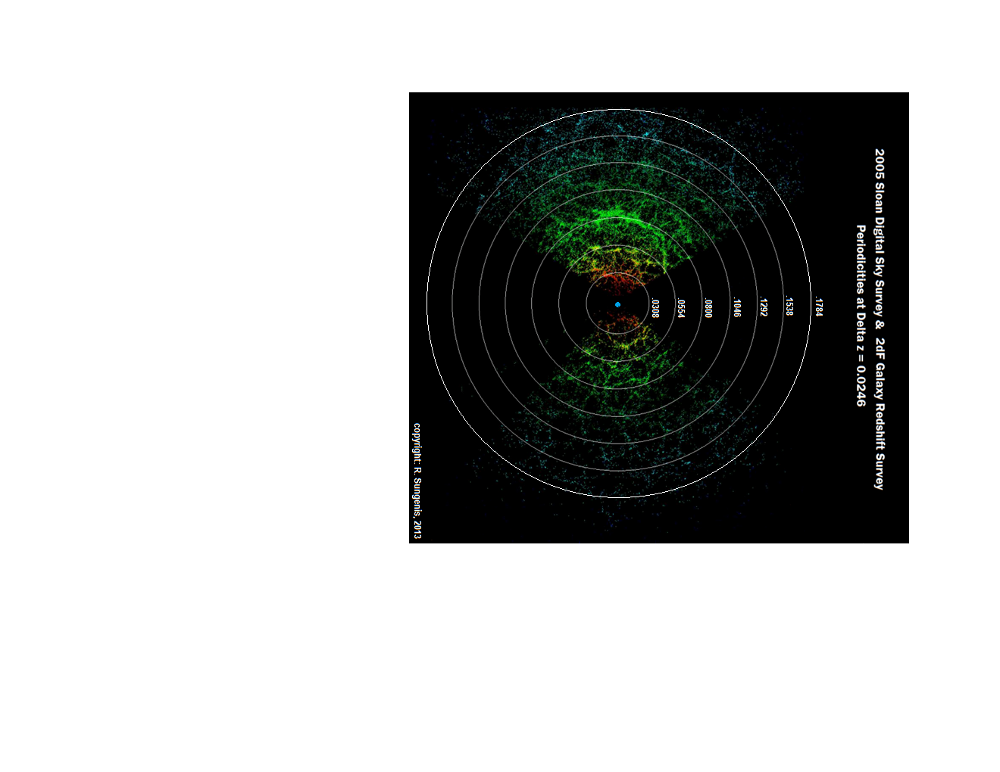 2005 Sloan Digital Sky Survey & 2dF Galaxy Redshift Survey
Periodicities at Delta z = 0.0246
.1784
.1538
.1292
.1046
.0800
.0554
.0308
copyright: R. Sungenis, 2013